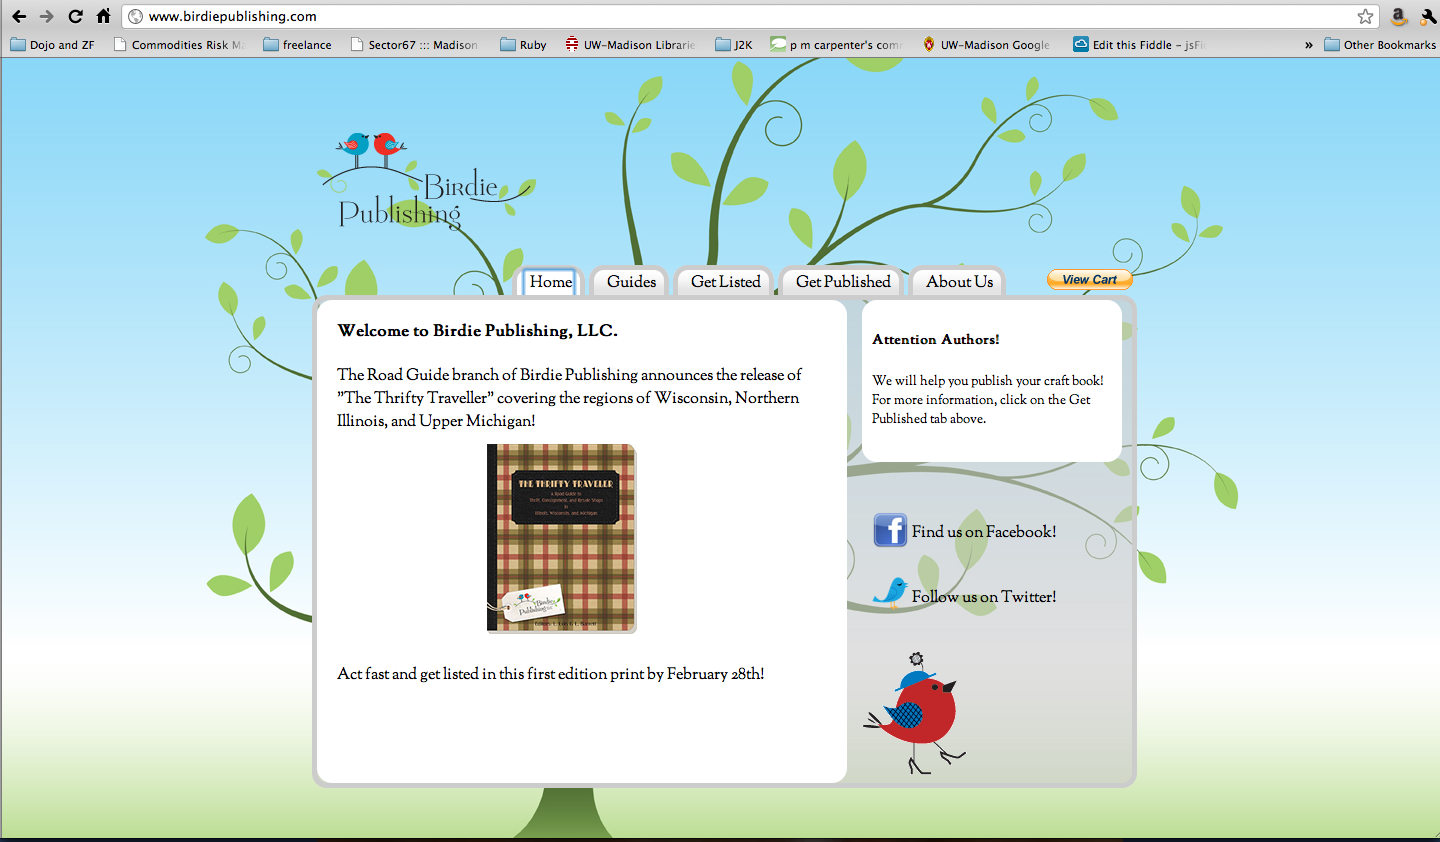 www.birdiepublishing.com
Dojo and ZF
Commodities Risk Ma
freelance
Sector67 ::: Madison
Ruby
UW-Madison Librarie
J2K
p m carpenter's com
UW-Madison Google
Edit this Fiddle - jsFi
»
Other Bookmarks
Birdie
Publishing
Home
Guides
Get Listed
Get Published
About Us
View Cart
Welcome to Birdie Publishing, LLC.
The Road Guide branch of Birdie Publishing announces the release of
"The Thrifty Traveller" covering the regions of Wisconsin, Northern
Illinois, and Upper Michigan!
THE THRIFTY TRAVELER
A Road Guide to
Thrift, Consignment, and Resale Shops
in
Illinois, Wisconsin, and Michigan
Birdie
Publishing
Act fast and get listed in this first edition print by February 28th!
Attention Authors!
We will help you publish your craft book!
For more information, click on the Get
Published tab above.
Find us on Facebook!
Follow us on Twitter!